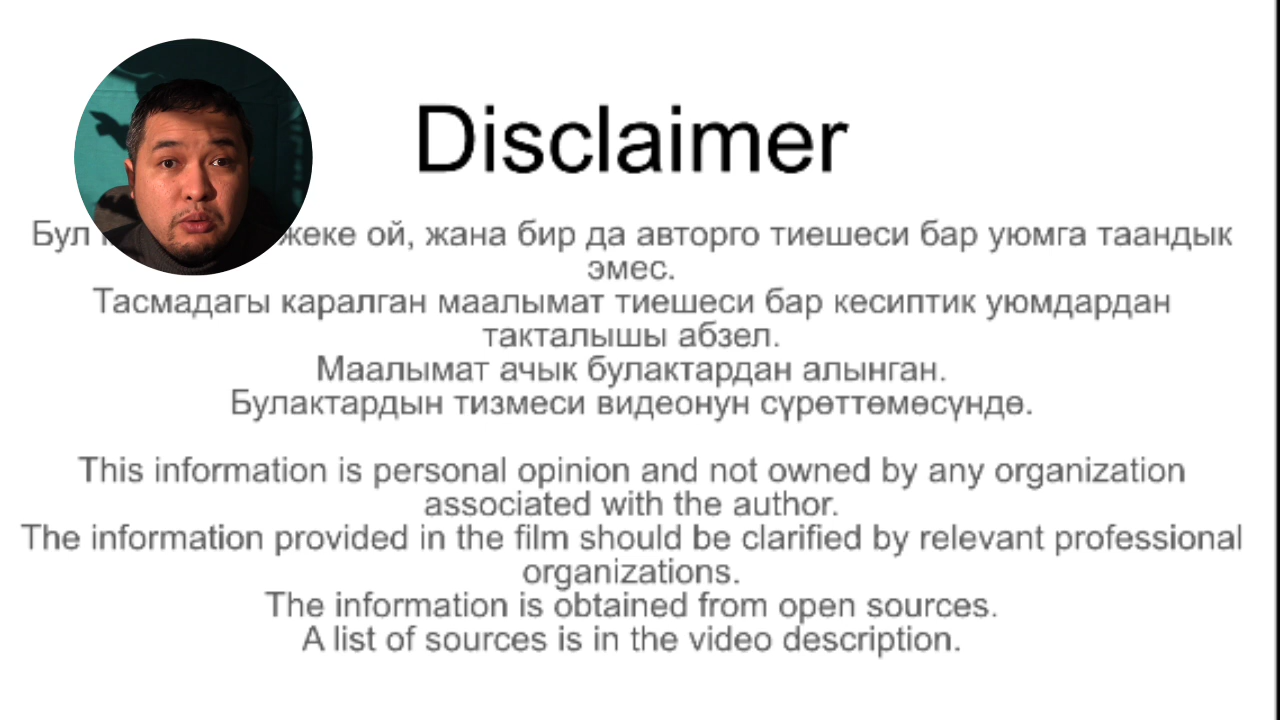 Disclaimer
Бул жеке ой, жана бир да авторго тиешеси бар уюмга таандык
эмес.
Тасмадагы каралган маалымат тиешеси бар кесиптик уюмдардан
такталышы абзел.
Маалымат ачык булактардан алынган.
Булактардын тизмеси видеонун сүрөттөмөсүндө.
This information is personal opinion and not owned by any organization
associated with the author.
The information provided in the film should be clarified by relevant professional
organizations.
The information is obtained from open sources.
A list of sources is in the video description.